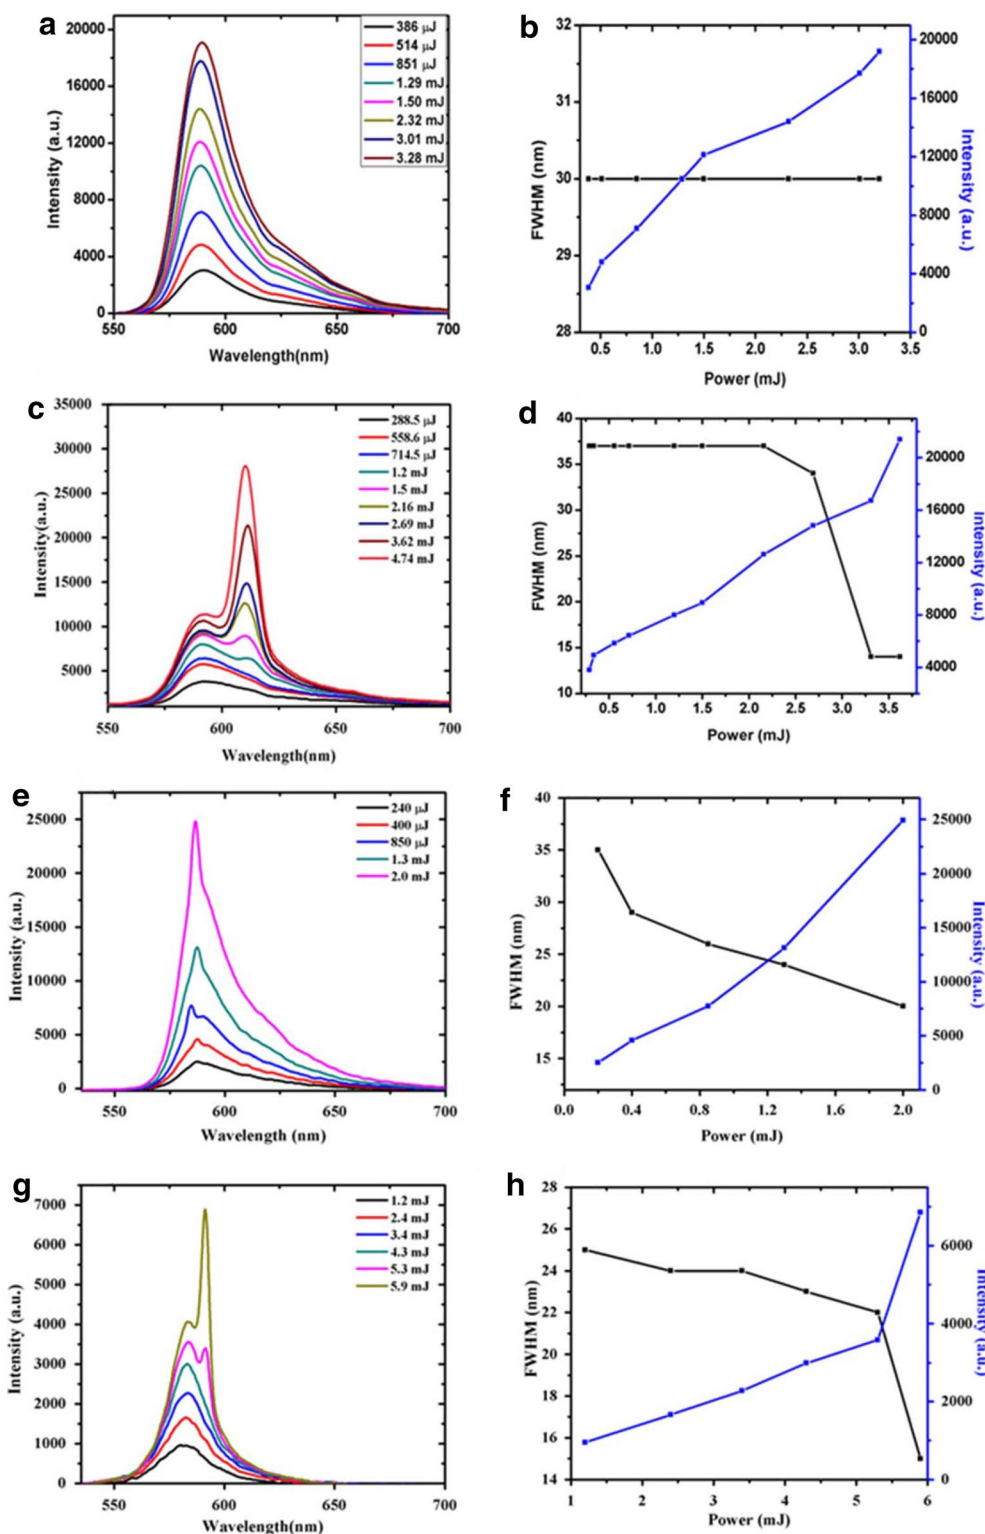 a
20000
16000
12000
8000
4000
0
Intensity (a.u.)
550 600 650 700
Wavelength(nm)
386 µJ
514 µJ
851 µJ
1.29 mJ
1.50 mJ
2.32 mJ
3.01 mJ
3.28 mJ
b
32
31
30
29
28
FWHM (nm)
0.5 1.0 1.5 2.0 2.5 3.0 3.5
Power (mJ)
20000
16000
12000
8000
4000
0
Intensity (a.u.)
c
35000
30000
25000
20000
15000
10000
5000
Intensity(a.u.)
550 600 650 700
Wavelength(nm)
288.5 µJ
558.6 µJ
714.5 µJ
1.2 mJ
1.5 mJ
2.16 mJ
2.69 mJ
3.62 mJ
4.74 mJ
d
40
35
30
25
20
15
10
FWHM (nm)
0.5 1.0 1.5 2.0 2.5 3.0 3.5
Power (mJ)
20000
16000
12000
8000
4000
Intensity (a.u.)
e
25000
20000
15000
10000
5000
0
Intensity (a.u.)
550 600 650 700
Wavelength (nm)
240 µJ
400 µJ
850 µJ
1.3 mJ
2.0 mJ
f
40
35
30
25
20
15
FWHM (nm)
0.0 0.4 0.8 1.2 1.6 2.0
Power (mJ)
25000
20000
15000
10000
5000
0
Intensity (a.u.)
g
7000
6000
5000
4000
3000
2000
1000
0
Intensity (a.u.)
550 600 650 700
Wavelength(nm)
1.2 mJ
2.4 mJ
3.4 mJ
4.3 mJ
5.3 mJ
5.9 mJ
h
28
26
24
22
20
18
16
14
FWHM (nm)
1 2 3 4 5 6
Power (mJ)
6000
4000
2000
0
Intensity (a.u.)